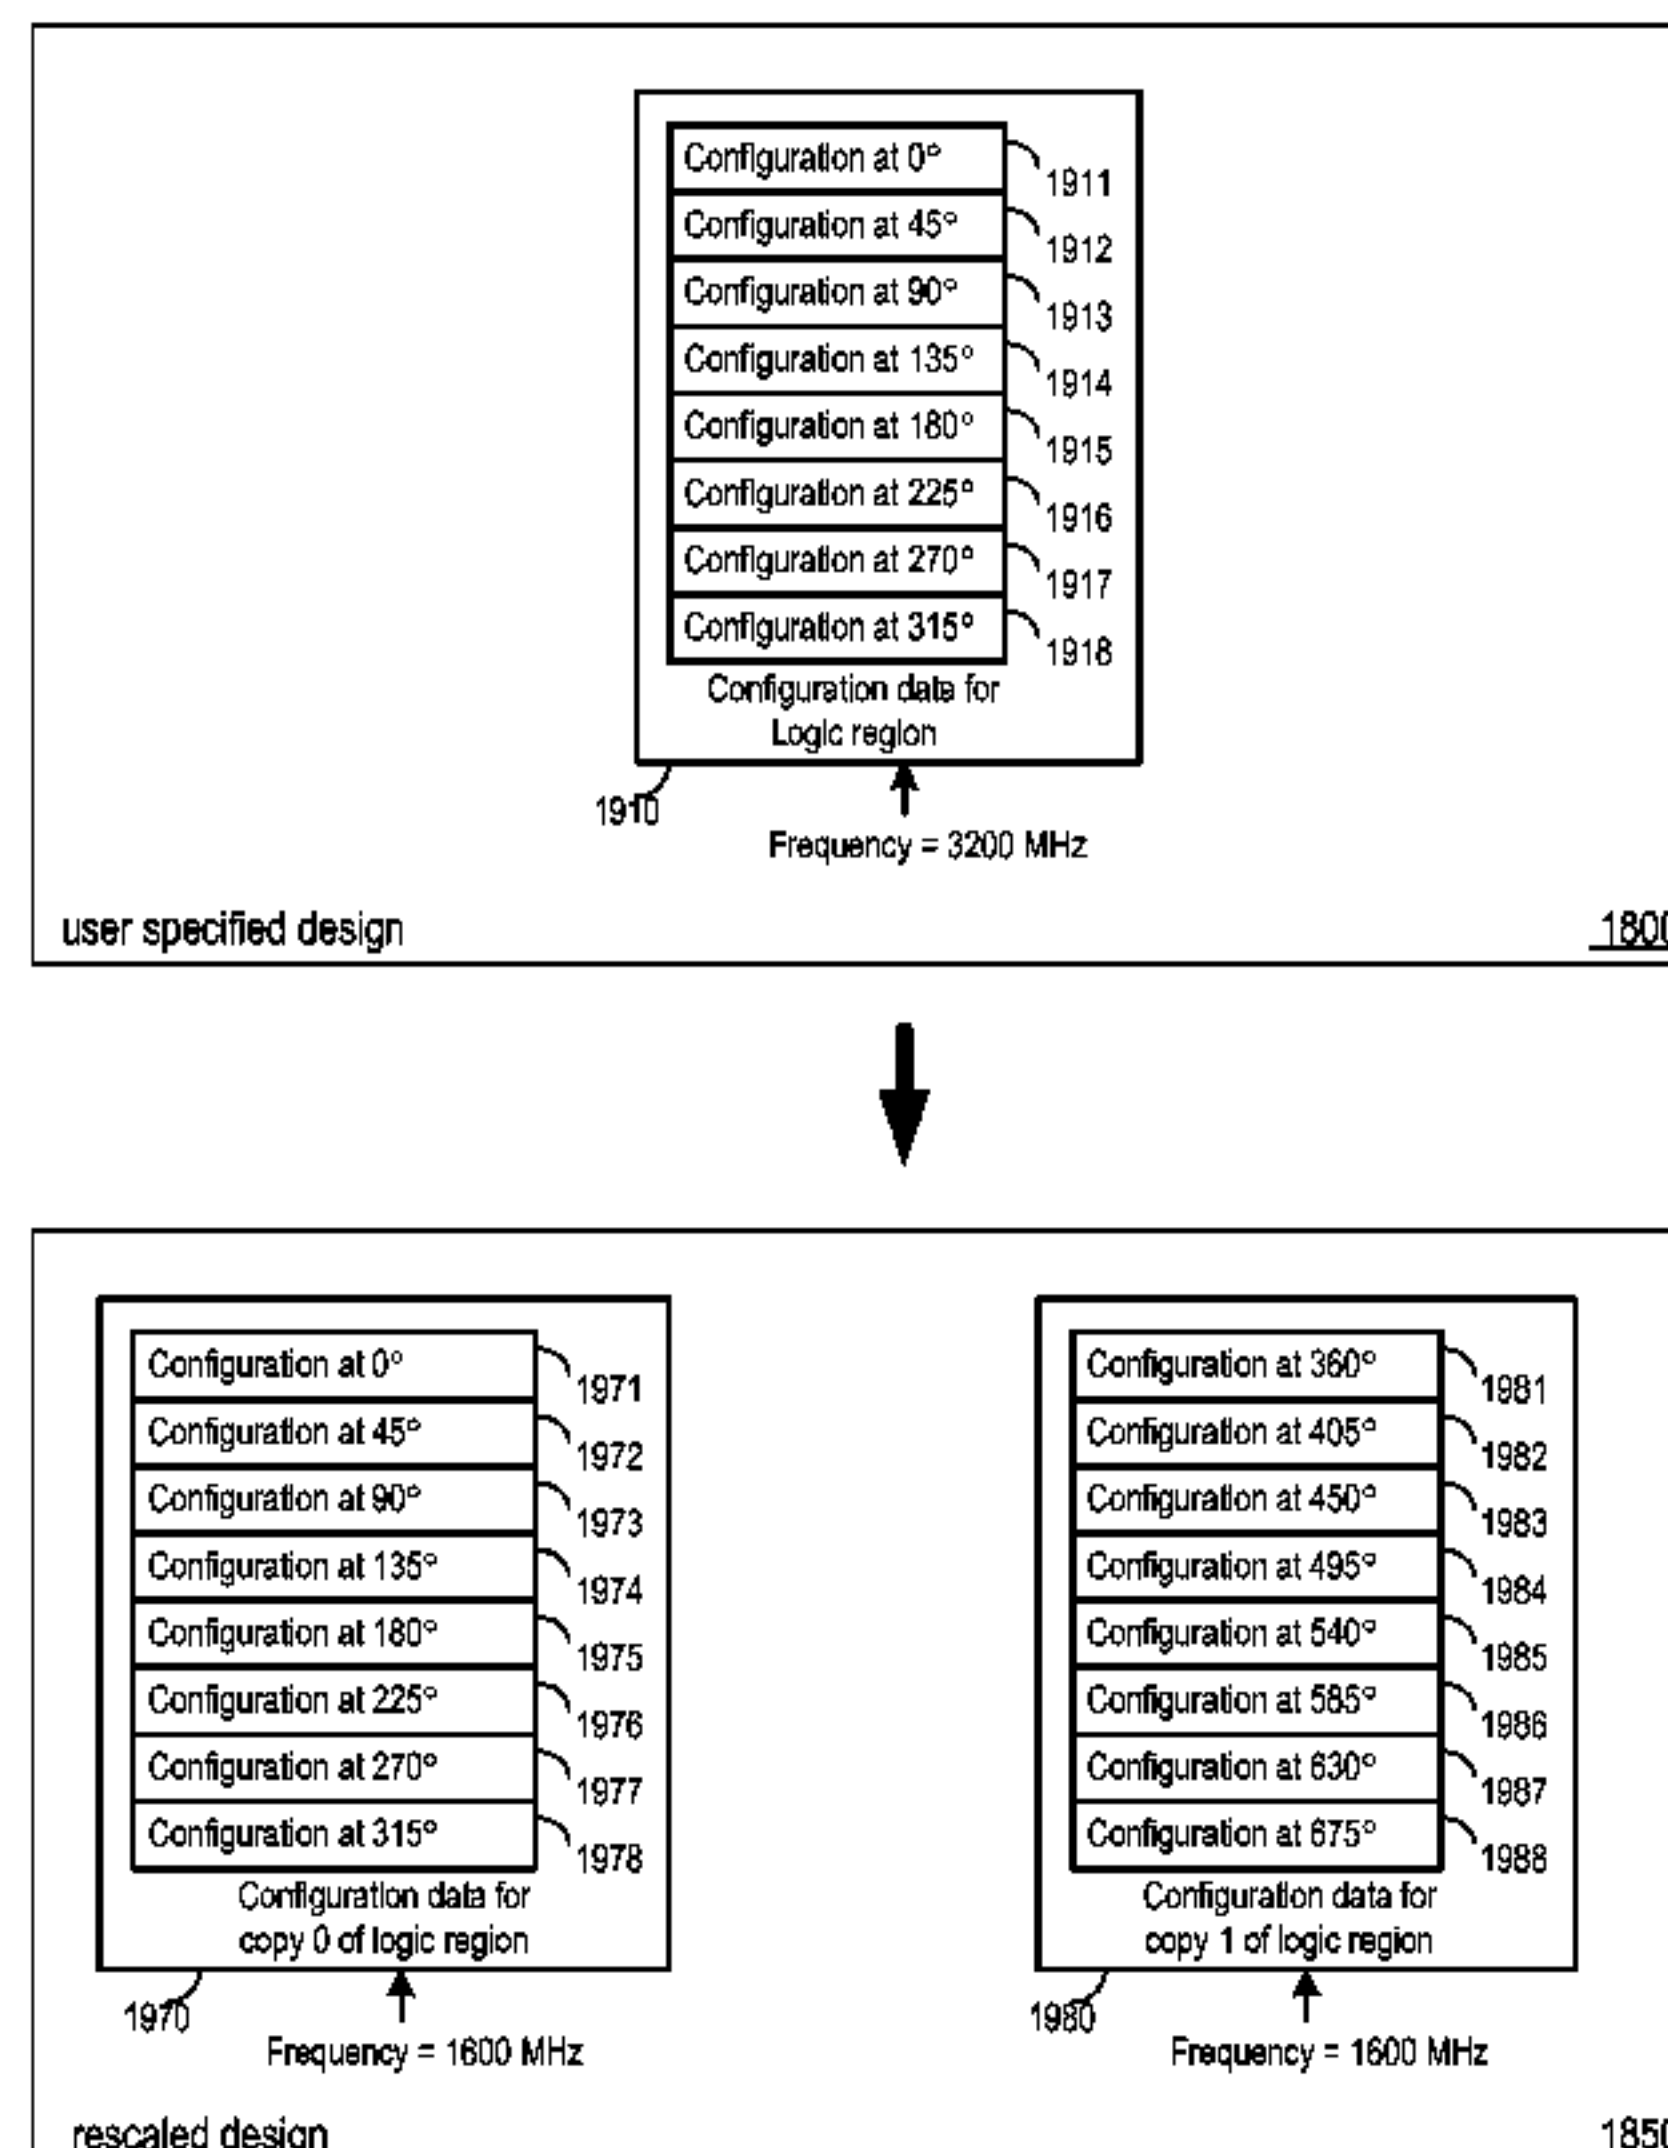 Configuration at 0°
1911
Configuration at 45°
1912
Configuration at 90°
1913
Configuration at 135°
1914
Configuration at 180°
1915
Configuration at 225°
1916
Configuration at 270°
1917
Configuration at 315°
1918
Configuration data for
Logic region
1910
Frequency = 3200 MHz
user specified design
1800
Configuration at 0°
1971
Configuration at 45°
1972
Configuration at 90°
1973
Configuration at 135°
1974
Configuration at 180°
1975
Configuration at 225°
1976
Configuration at 270°
1977
Configuration at 315°
1978
Configuration data for
copy 0 of logic region
1970
Frequency = 1600 MHz
Configuration at 360°
1981
Configuration at 405°
1982
Configuration at 450°
1983
Configuration at 495°
1984
Configuration at 540°
1985
Configuration at 585°
1986
Configuration at 630°
1987
Configuration at 675°
1988
Configuration data for
copy 1 of logic region
1980
Frequency = 1600 MHz
rescaled design
1850